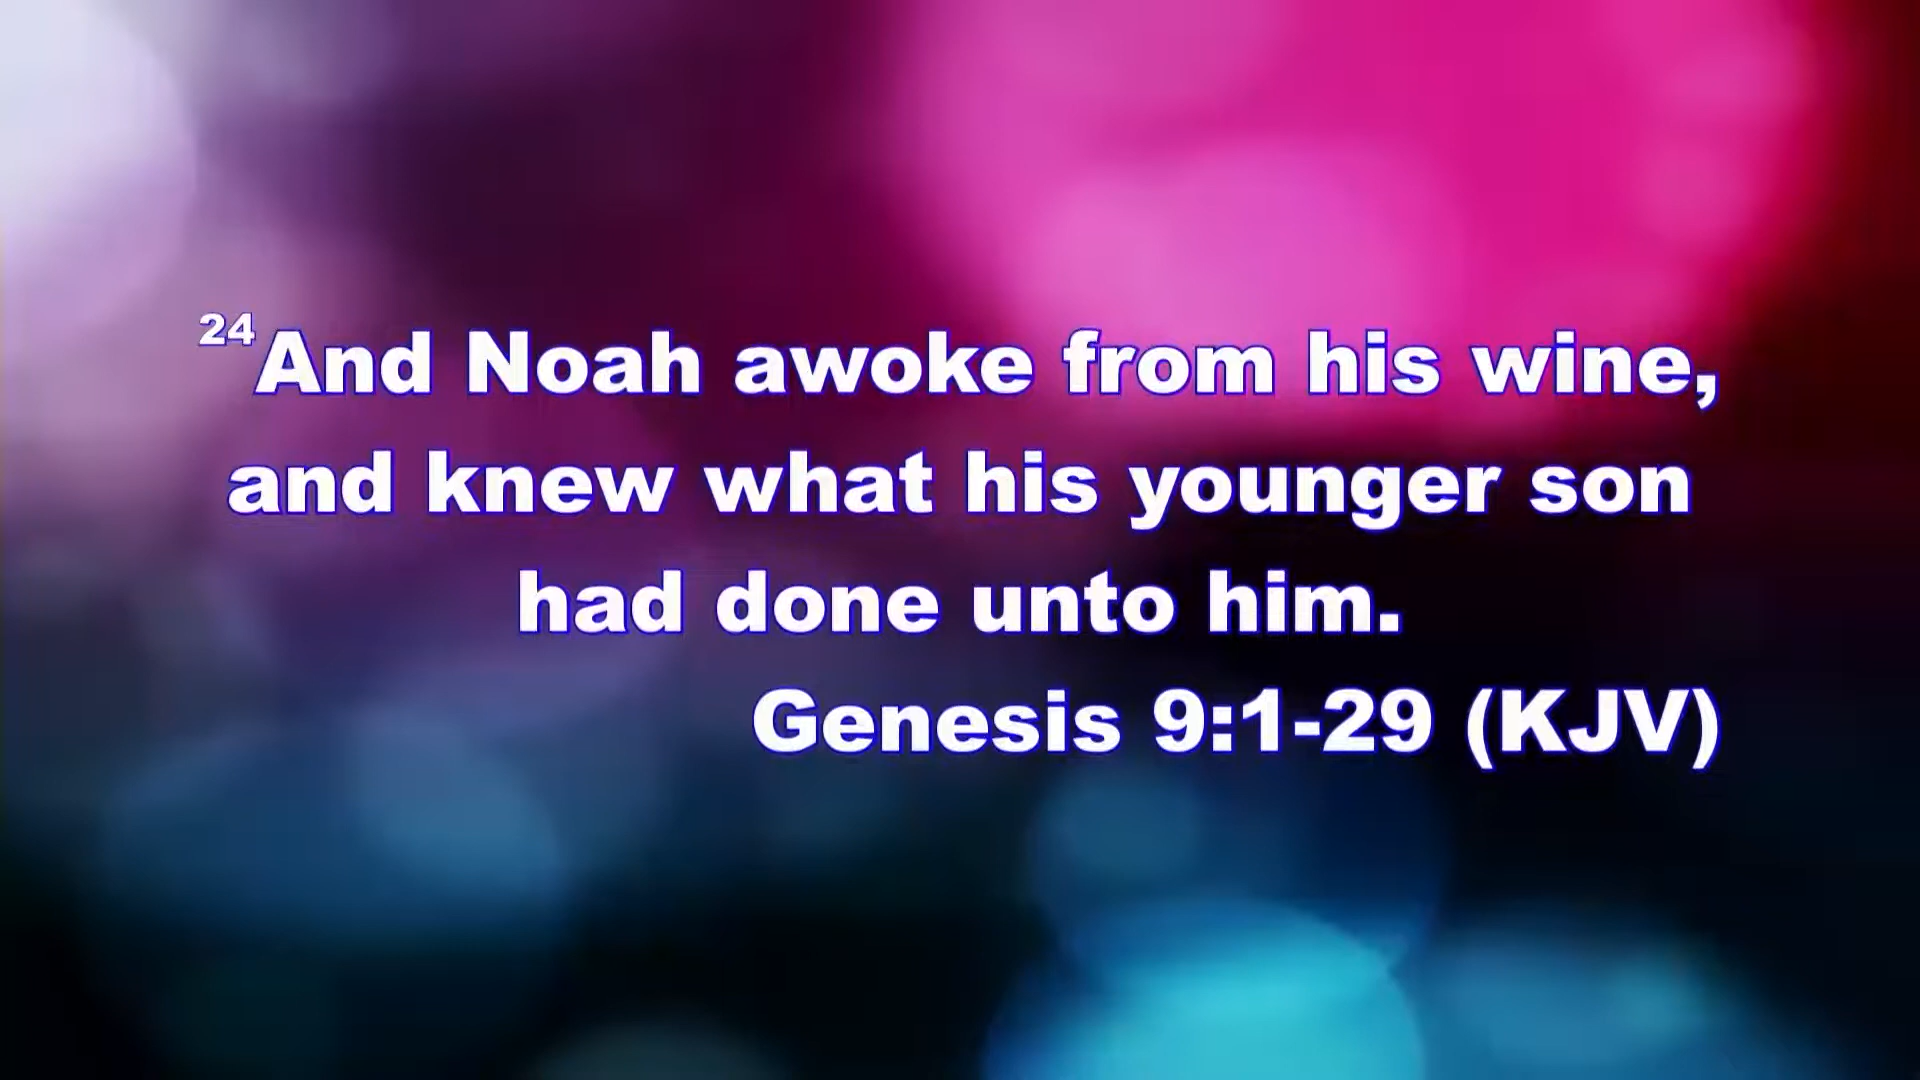 24And Noah awoke from his wine,
and knew what his younger son
had done unto him.
Genesis 9:1-29 (KJV)